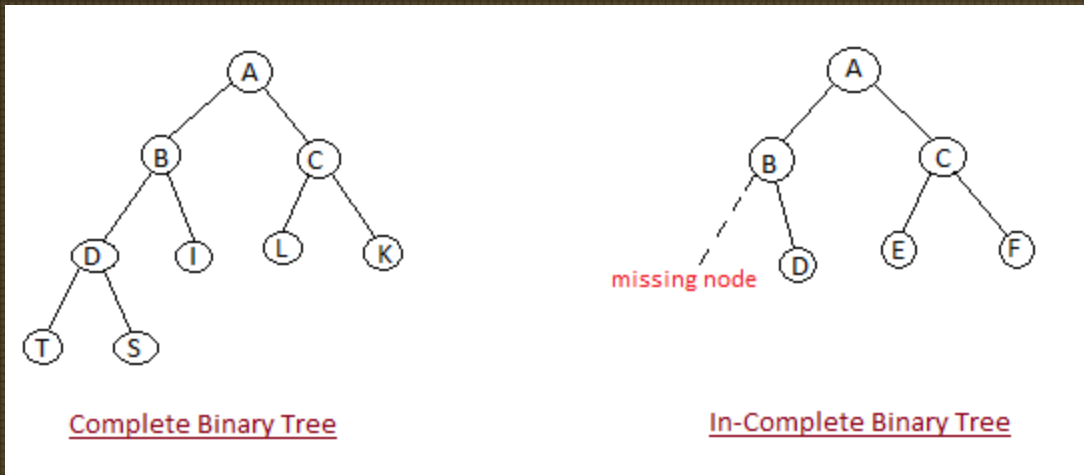 A
B
C
D
I
L
K
T
S
Complete Binary Tree
A
B
C
missing node
D
E
F
In-Complete Binary Tree